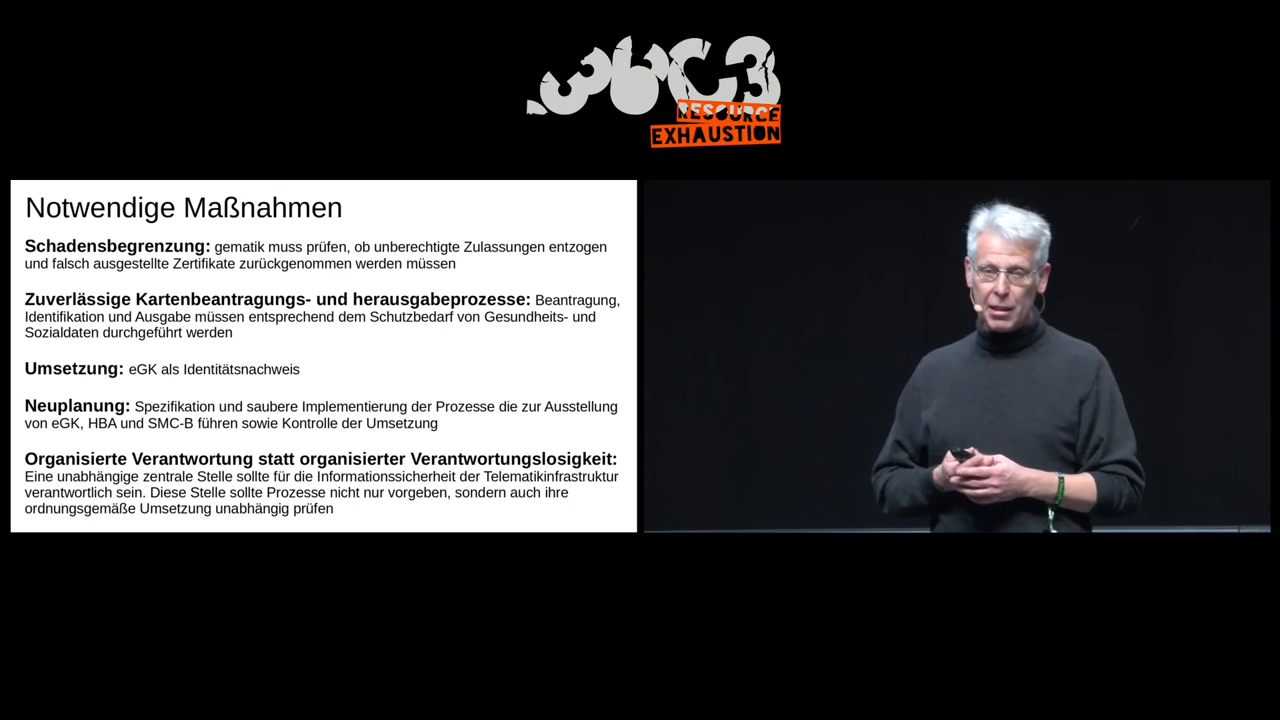 36C3
RESOURCE
EXHAUSTION
Notwendige Maßnahmen
Schadensbegrenzung: gematik muss prüfen, ob unberechtigte Zulassungen entzogen
und falsch ausgestellte Zertifikate zurückgenommen werden müssen
Zuverlässige Kartenbeantragungs- und herausgabeprozesse: Beantragung,
Identifikation und Ausgabe müssen entsprechend dem Schutzbedarf von Gesundheits- und
Sozialdaten durchgeführt werden
Umsetzung: eGK als Identitätsnachweis
Neuplanung: Spezifikation und saubere Implementierung der Prozesse die zur Ausstellung
von eGK, HBA und SMC-B führen sowie Kontrolle der Umsetzung
Organisierte Verantwortung statt organisierter Verantwortungslosigkeit:
Eine unabhängige zentrale Stelle sollte für die Informationssicherheit der Telematikinfrastruktur
verantwortlich sein. Diese Stelle sollte Prozesse nicht nur vorgeben, sondern auch ihre
ordnungsgemäße Umsetzung unabhängig prüfen